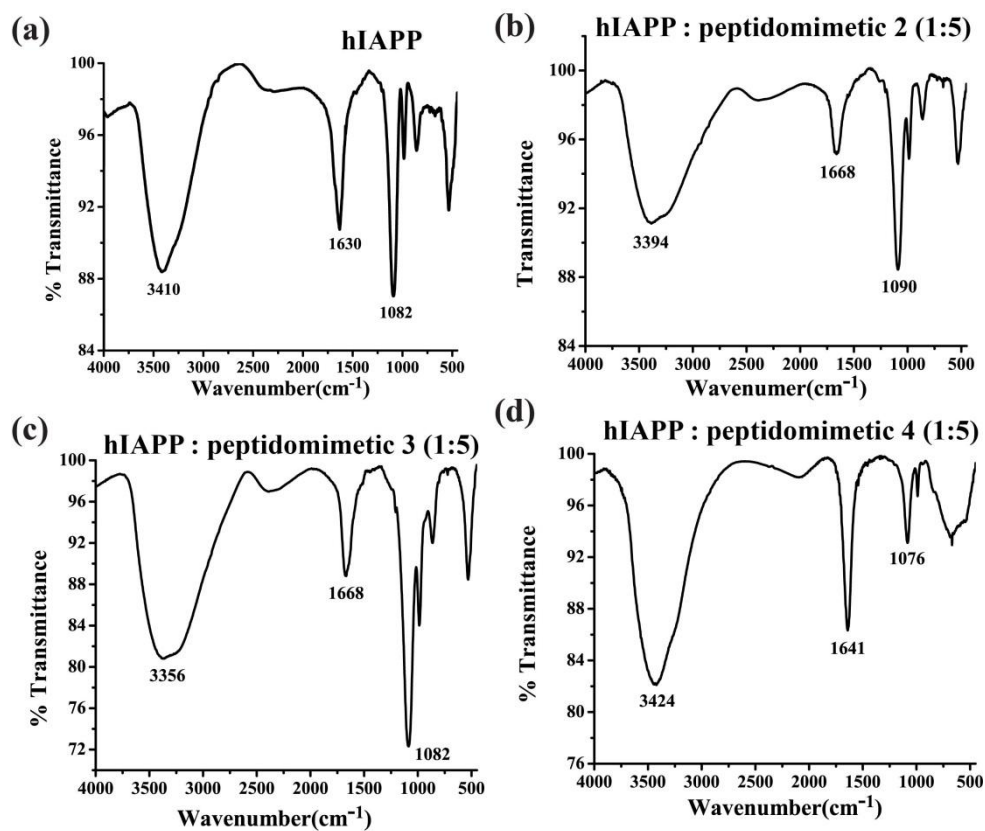 (a)
hIAPP
100
96
92
88
84
% Transmittance
3410
1630
1082
4000 3500 3000 2500 2000 1500 1000 500
Wavenumber(cm-1)
(b)
hIAPP : peptidomimetic 2 (1:5)
100
96
92
88
84
Transmittance
3394
1668
1090
4000 3500 3000 2500 2000 1500 1000 500
Wavenumer(cm-1)
(c)
hIAPP : peptidomimetic 3 (1:5)
100
96
92
88
84
80
76
72
% Transmittance
3356
1668
1082
4000 3500 3000 2500 2000 1500 1000 500
Wavenumber(cm-1)
(d)
hIAPP : peptidomimetic 4 (1:5)
100
96
92
88
84
80
76
% Transmittance
3424
1641
1076
4000 3500 3000 2500 2000 1500 1000 500
Wavenumber(cm-1)